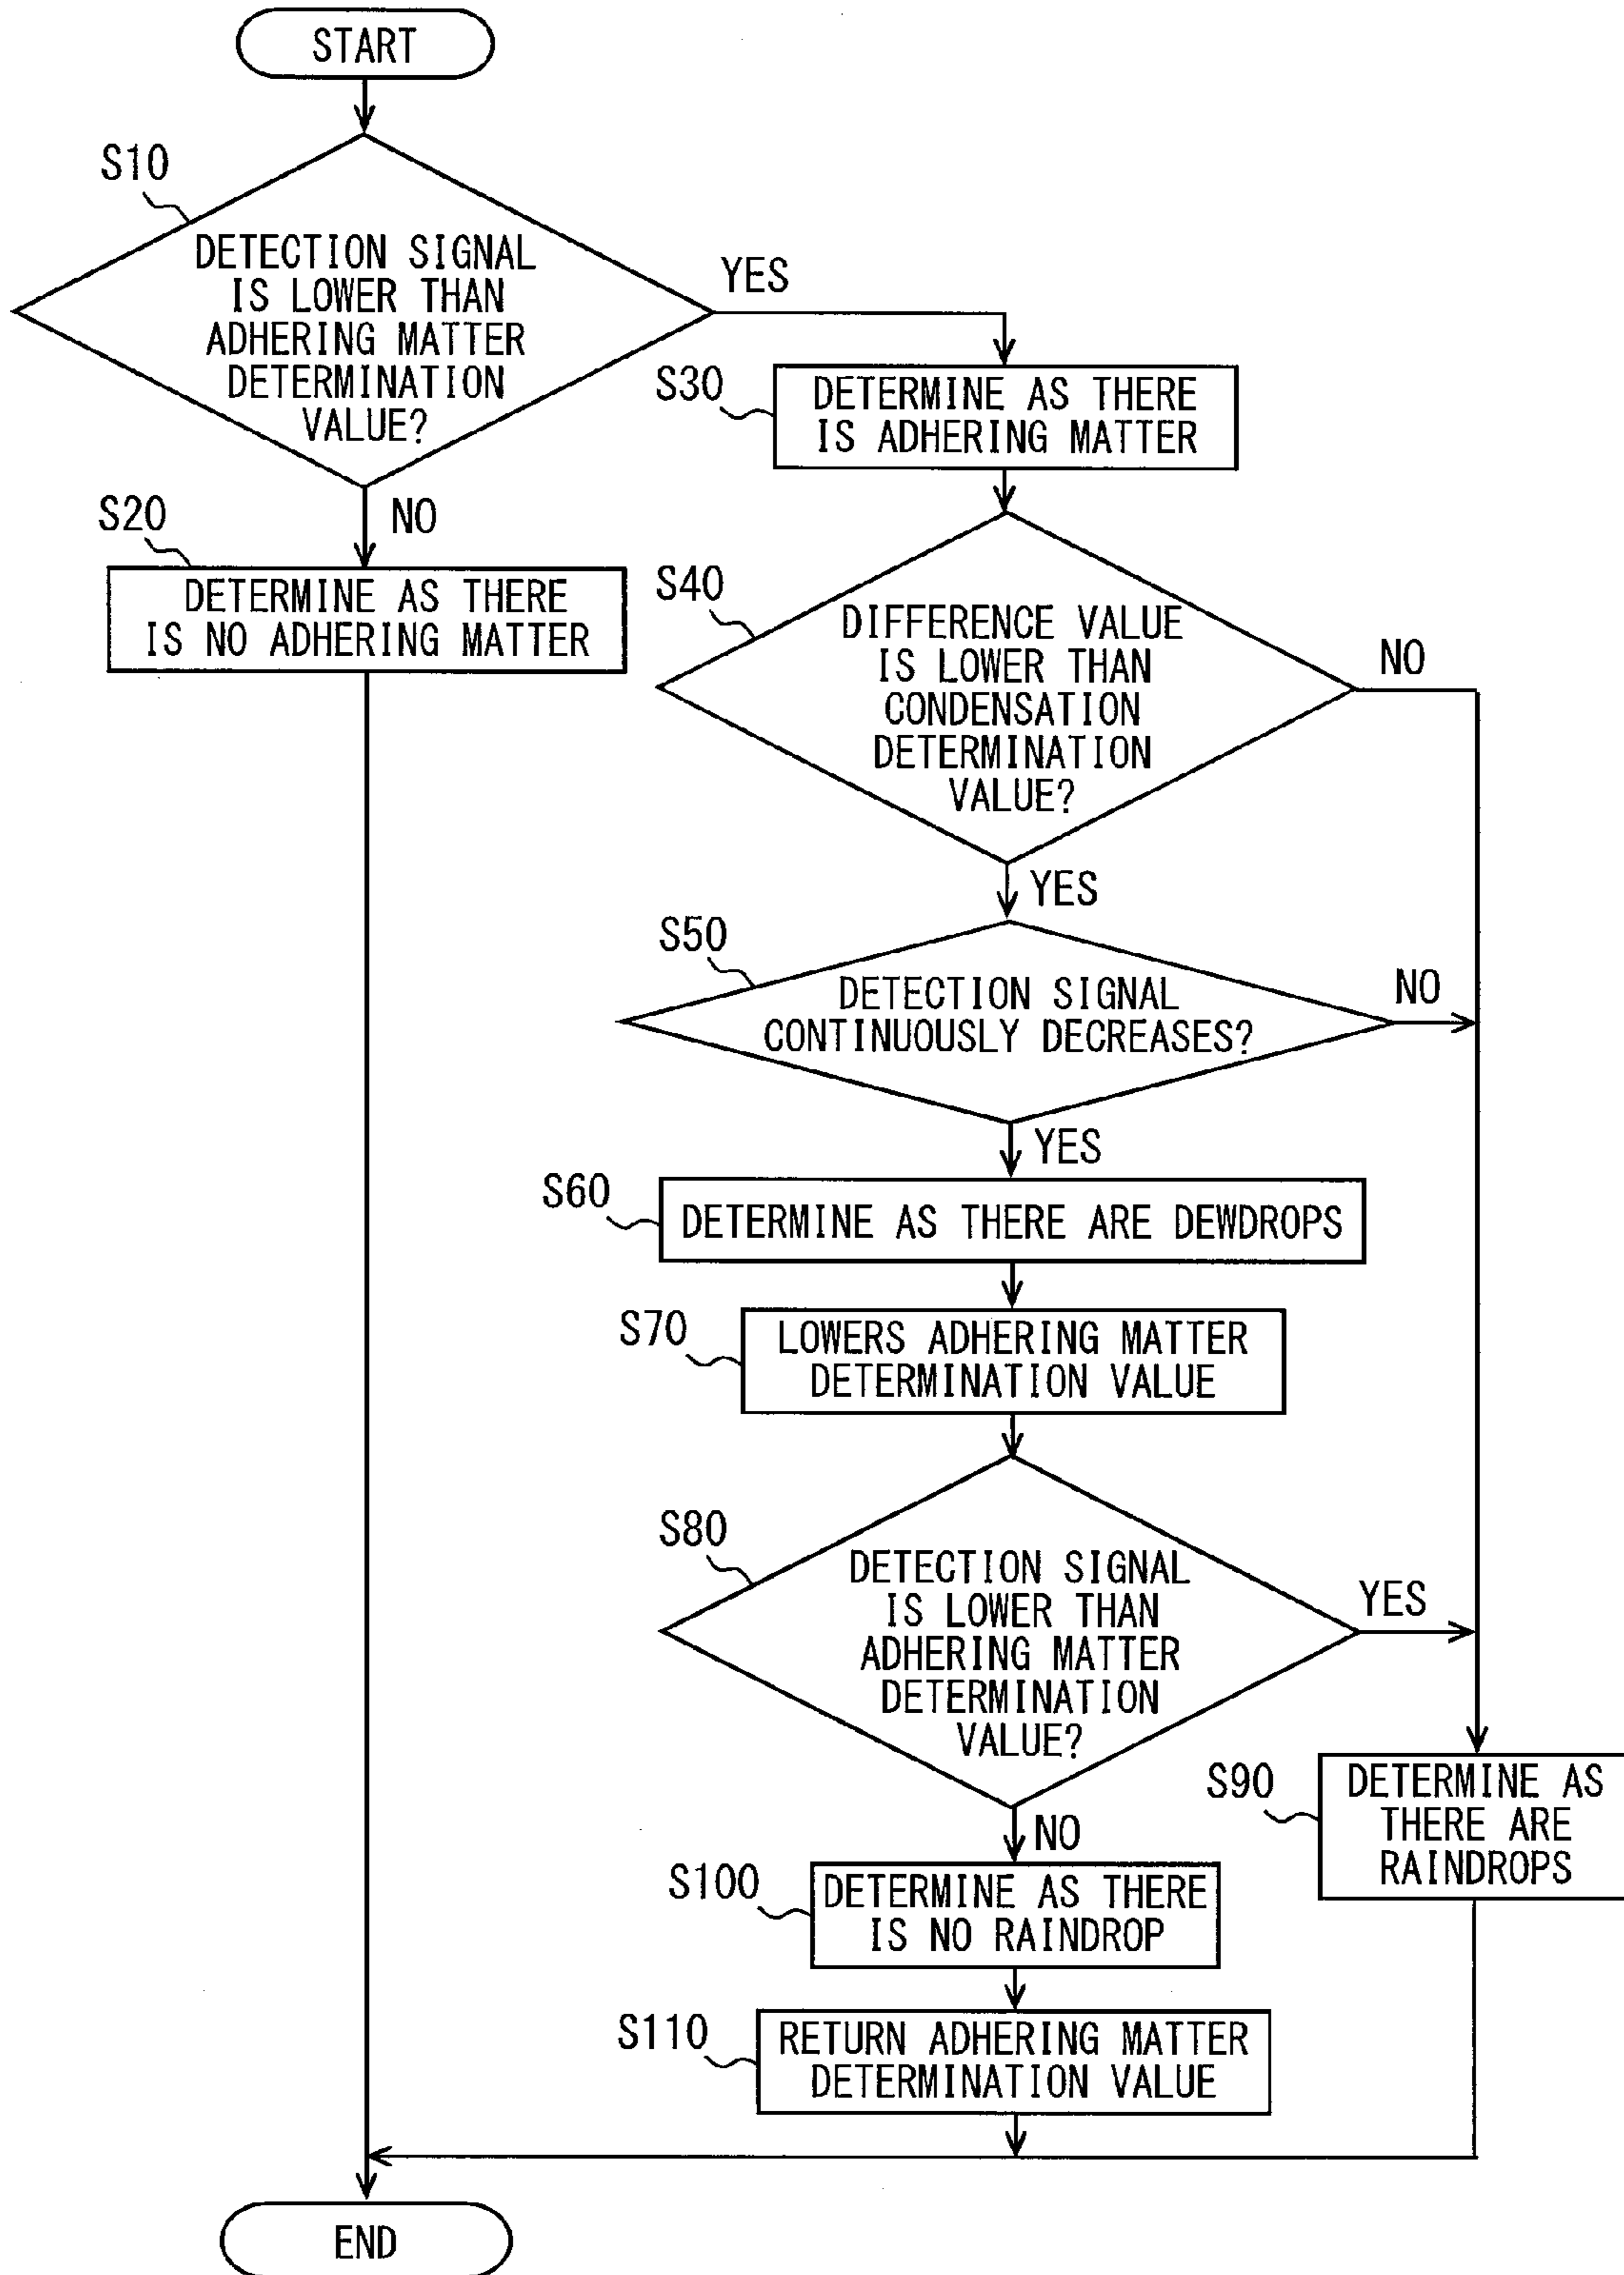 START
S10
DETECTION SIGNAL
IS LOWER THAN
ADHERING MATTER
DETERMINATION
VALUE?
YES
NO
S20
DETERMINE AS THERE
IS NO ADHERING MATTER
S30
DETERMINE AS THERE
IS ADHERING MATTER
S40
DIFFERENCE VALUE
IS LOWER THAN
CONDENSATION
DETERMINATION
VALUE?
NO
YES
S50
DETECTION SIGNAL
CONTINUOUSLY DECREASES?
NO
YES
S60
DETERMINE AS THERE ARE DEWDROPS
S70
LOWERS ADHERING MATTER
DETERMINATION VALUE
S80
DETECTION SIGNAL
IS LOWER THAN
ADHERING MATTER
DETERMINATION
VALUE?
YES
NO
S90
DETERMINE AS
THERE ARE
RAINDROPS
S100
DETERMINE AS THERE
IS NO RAINDROP
S110
RETURN ADHERING MATTER
DETERMINATION VALUE
END